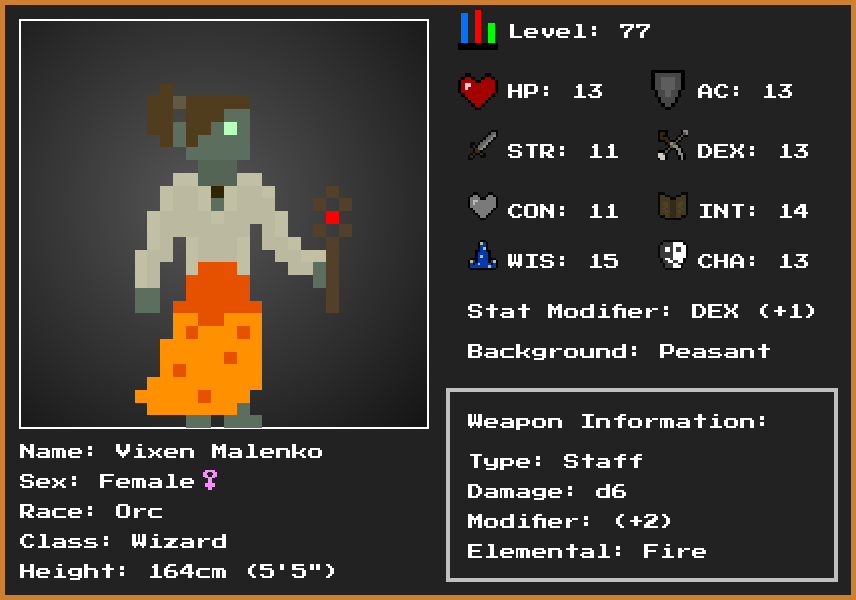 Level: 77
HP: 13
AC: 13
STR: 11
DEX: 13
CON: 11
INT: 14
WIS: 15
CHA: 13
Stat Modifier: DEX (+1)
Background: Peasant
Weapon Information:
Type: Staff
Damage: d6
Modifier: (+2)
Elemental: Fire
Name: Vixen Malenko
Sex: Female♀
Race: Orc
Class: Wizard
Height: 164cm (5'5")